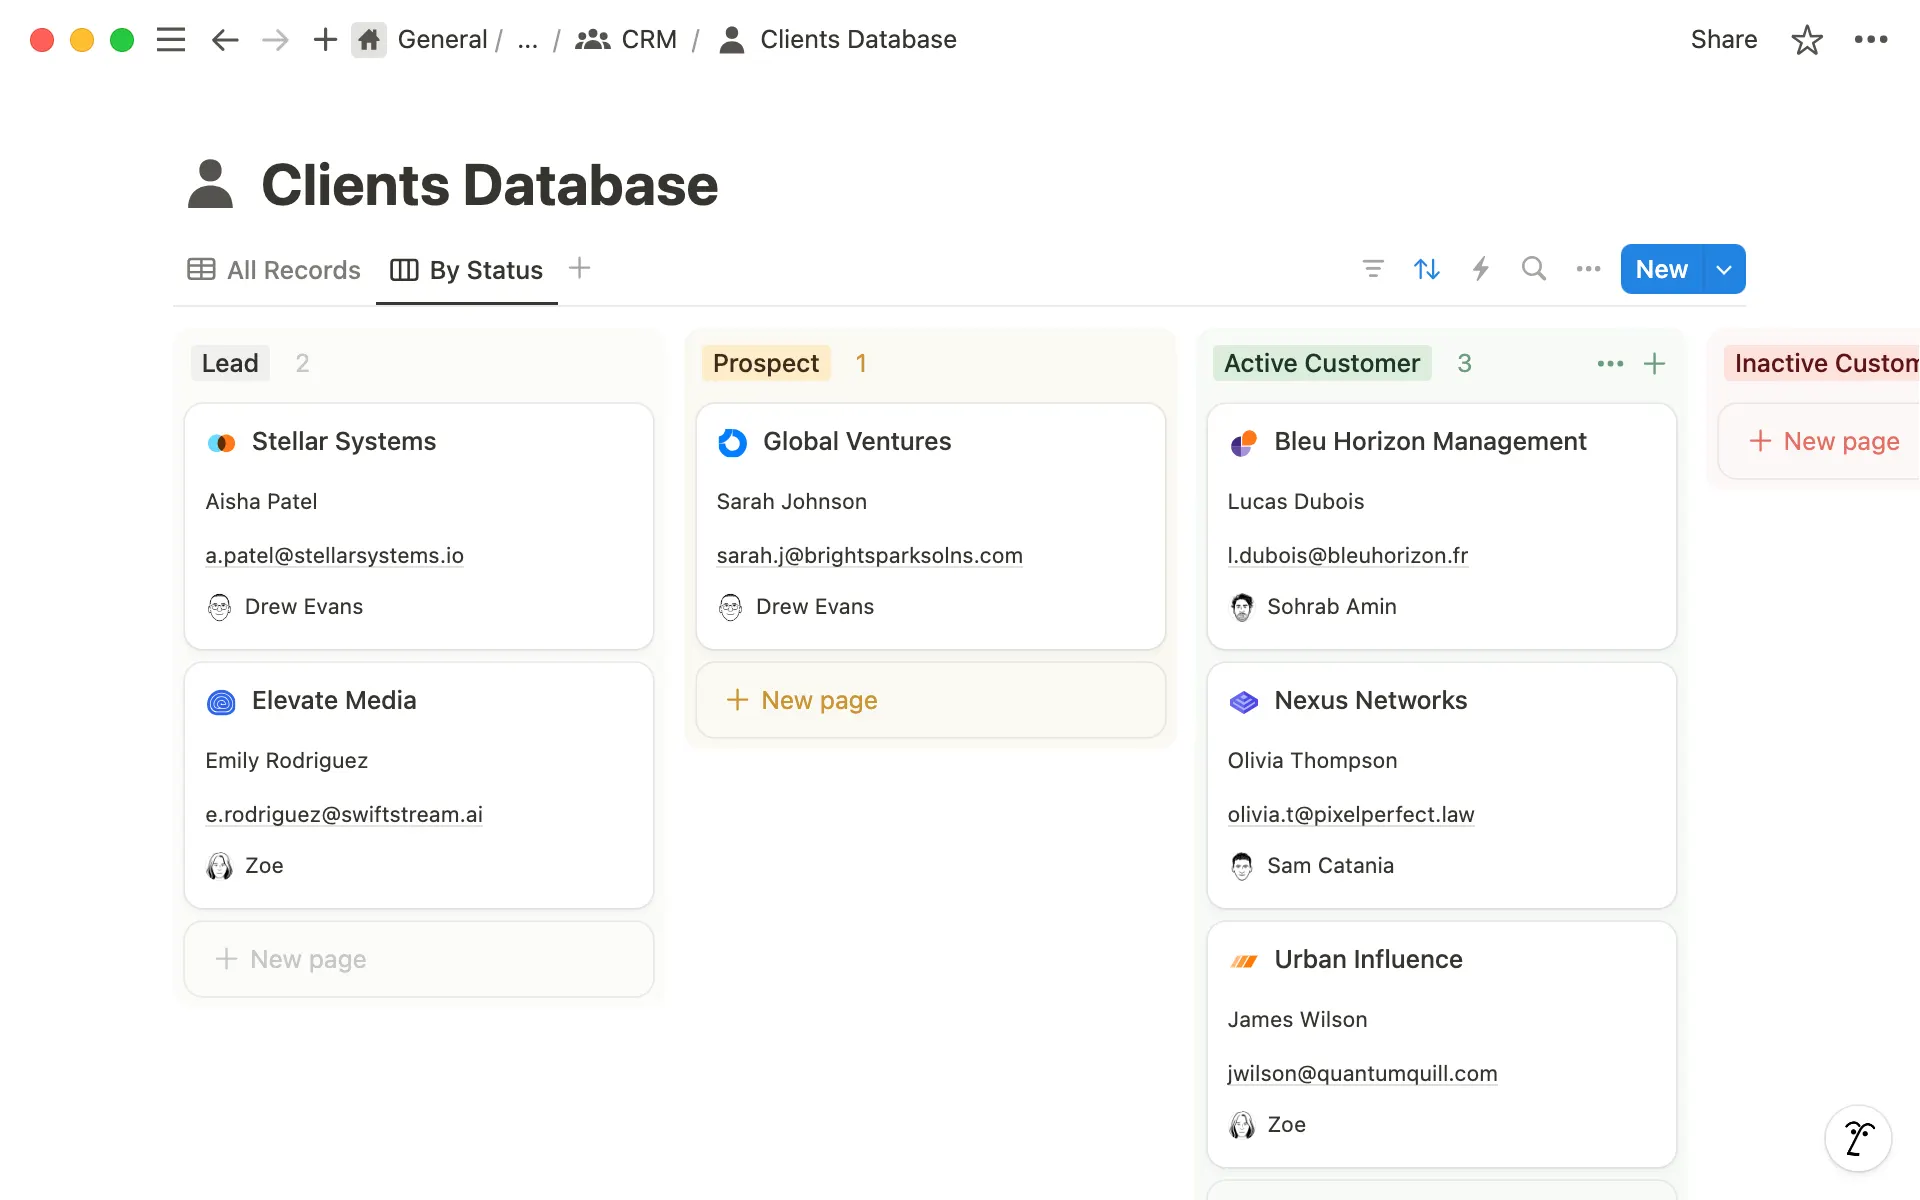 General / ... / CRM / Clients Database
Share
Clients Database
All Records
By Status
New
Lead 2
Stellar Systems
Aisha Patel
a.patel@stellarsystems.io
Drew Evans
Elevate Media
Emily Rodriguez
e.rodriguez@swiftstream.ai
Zoe
New page
Prospect 1
Global Ventures
Sarah Johnson
sarah.j@brightsparksolns.com
Drew Evans
New page
Active Customer 3
Bleu Horizon Management
Lucas Dubois
l.dubois@bleuhorizon.fr
Sohrab Amin
Nexus Networks
Olivia Thompson
olivia.t@pixelperfect.law
Sam Catania
Urban Influence
James Wilson
jwilson@quantumquill.com
Zoe
Inactive Custom
New page